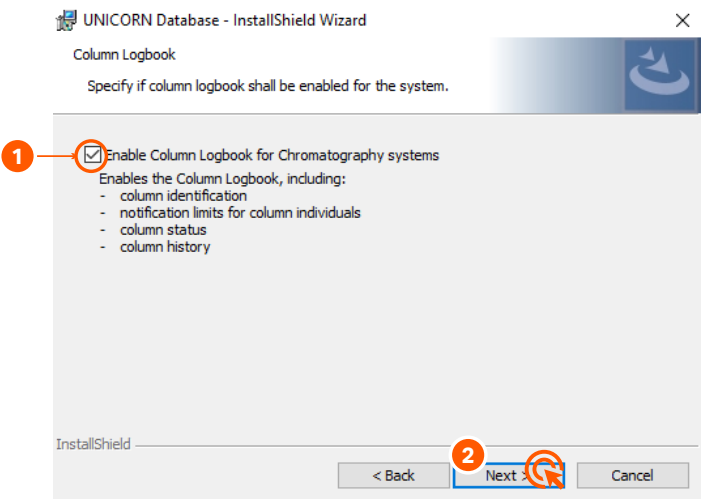 UNICORN Database - InstallShield Wizard
Column Logbook
Specify if column logbook shall be enabled for the system.
1
Enable Column Logbook for Chromatography systems
Enables the Column Logbook, including:
- column identification
- notification limits for column individuals
- column status
- column history
InstallShield
2
< Back
Next >
Cancel